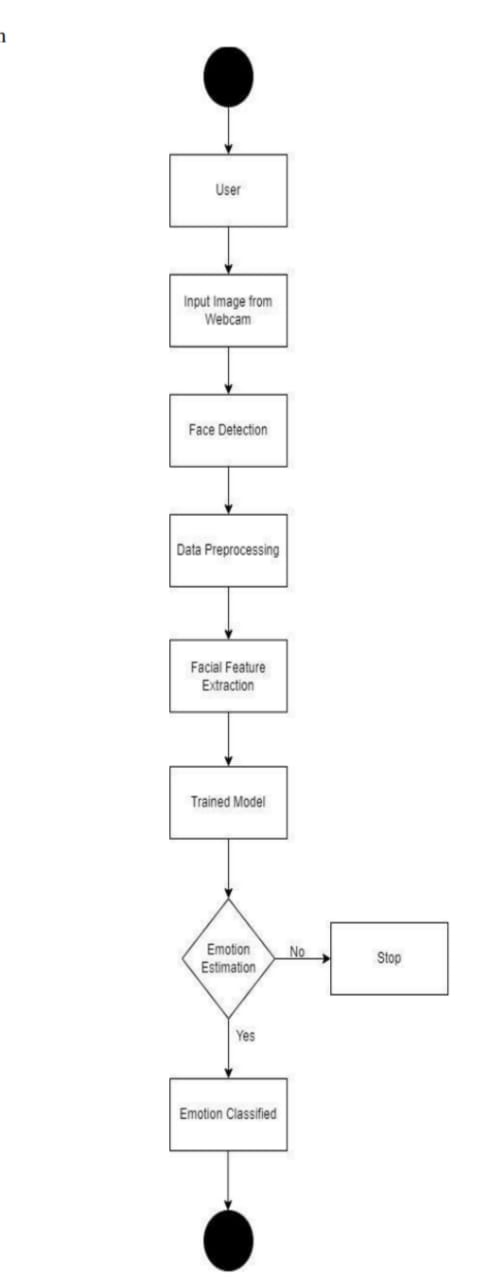 User
Input Image from
Webcam
Face Detection
Data Preprocessing
Facial Feature
Extraction
Trained Model
Emotion
Estimation
No
Stop
Yes
Emotion Classified